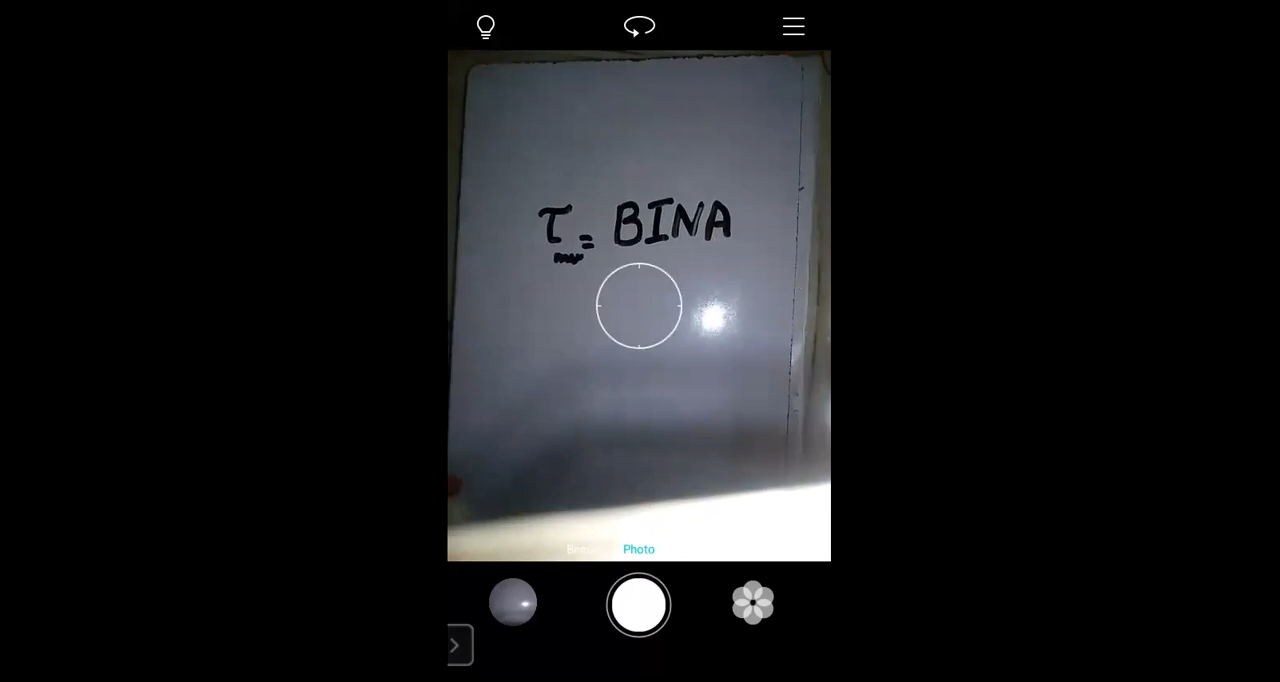 τ = BINA
Photo